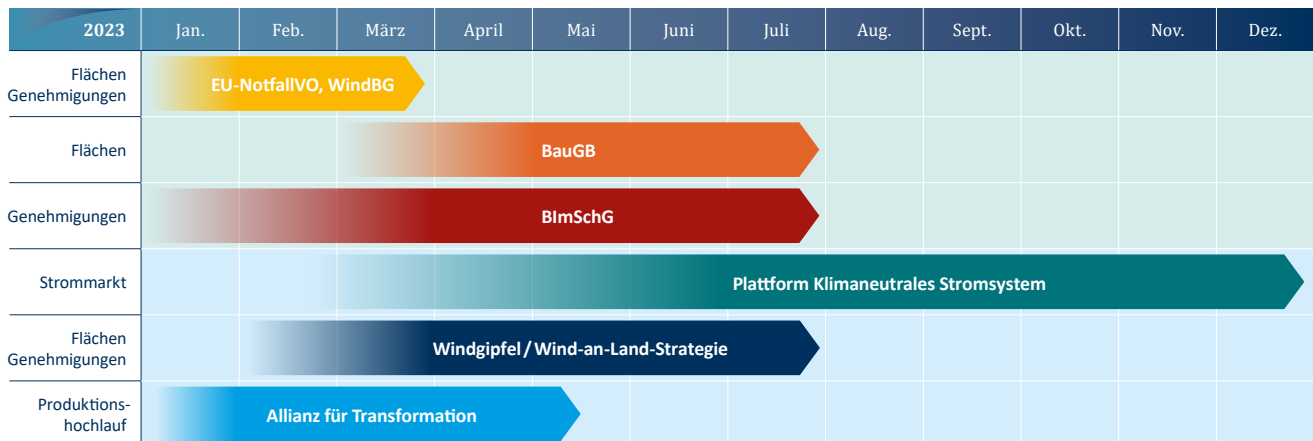 2023 Jan. Feb. März April Mai Juni Juli Aug. Sept. Okt. Nov. Dez.
Flächen
Genehmigungen
EU-NotfallVO, WindBG
Flächen
BauGB
Genehmigungen
BImSchG
Strommarkt
Plattform Klimaneutrales Stromsystem
Flächen
Genehmigungen
Windgipfel / Wind-an-Land-Strategie
Produktions-
hochlauf
Allianz für Transformation